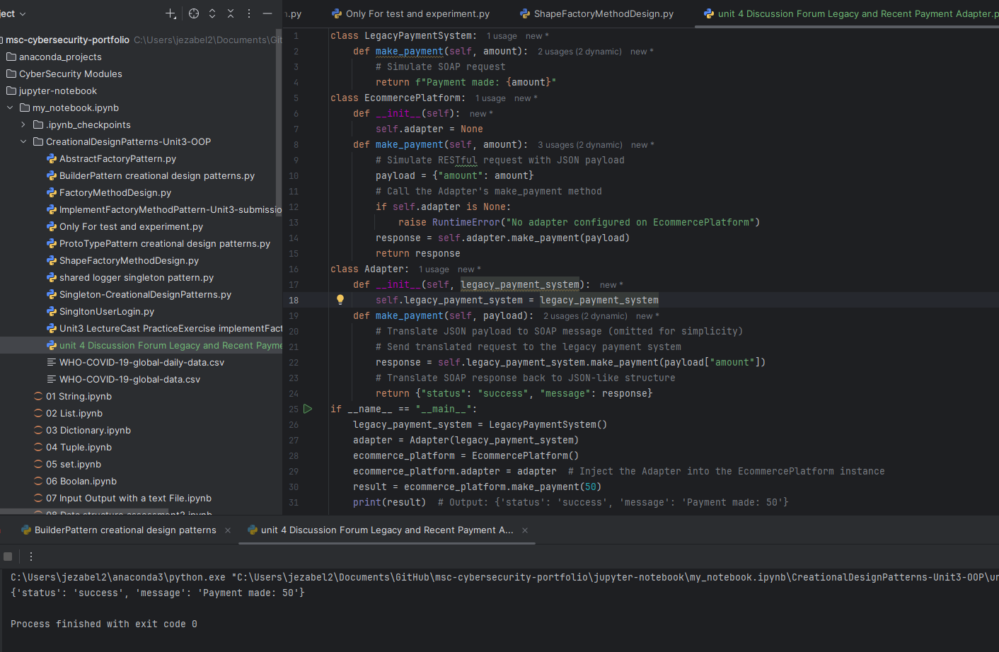 ject
msc-cybersecurity-portfolio C:\Users\jezabel2\Documents\Git
anaconda_projects
CyberSecurity Modules
jupyter-notebook
my_notebook.ipynb
.ipynb_checkpoints
CreationalDesignPatterns-Unit3-OOP
AbstractFactoryPattern.py
BuilderPattern creational design patterns.py
FactoryMethodDesign.py
ImplementFactoryMethodPattern-Unit3-submissio
Only For test and experiment.py
ProtoTypePattern creational design patterns.py
ShapeFactoryMethodDesign.py
shared logger singleton pattern.py
Singleton-CreationalDesignPatterns.py
SingltonUserLogin.py
Unit3 LectureCast PracticeExercise implementFact
unit 4 Discussion Forum Legacy and Recent Payme
WHO-COVID-19-global-daily-data.csv
WHO-COVID-19-global-data.csv
01 String.ipynb
02 List.ipynb
03 Dictionary.ipynb
04 Tuple.ipynb
05 set.ipynb
06 Boolan.ipynb
07 Input Output with a text File.ipynb
08 Data structure assessment2.ipynb
n.py Only For test and experiment.py ShapeFactoryMethodDesign.py unit 4 Discussion Forum Legacy and Recent Payment Adapter.p
1 class LegacyPaymentSystem: 1 usage new *
2 def make_payment(self, amount): 2 usages (2 dynamic) new *
3 # Simulate SOAP request
4 return f"Payment made: {amount}"
5 class EcommercePlatform: 1 usage new *
6 def __init__(self): new *
7 self.adapter = None
8 def make_payment(self, amount): 3 usages (2 dynamic) new *
9 # Simulate RESTful request with JSON payload
10 payload = {"amount": amount}
11 # Call the Adapter's make_payment method
12 if self.adapter is None:
13 raise RuntimeError("No adapter configured on EcommercePlatform")
14 response = self.adapter.make_payment(payload)
15 return response
16 class Adapter: 1 usage new *
17 def __init__(self, legacy_payment_system): new *
18 self.legacy_payment_system = legacy_payment_system
19 def make_payment(self, payload): 2 usages (2 dynamic) new *
20 # Translate JSON payload to SOAP message (omitted for simplicity)
21 # Send translated request to the legacy payment system
22 response = self.legacy_payment_system.make_payment(payload["amount"])
23 # Translate SOAP response back to JSON-like structure
24 return {"status": "success", "message": response}
25 if __name__ == "__main__":
26 legacy_payment_system = LegacyPaymentSystem()
27 adapter = Adapter(legacy_payment_system)
28 ecommerce_platform = EcommercePlatform()
29 ecommerce_platform.adapter = adapter # Inject the Adapter into the EcommercePlatform instance
30 result = ecommerce_platform.make_payment(50)
31 print(result) # Output: {'status': 'success', 'message': 'Payment made: 50'}
BuilderPattern creational design patterns unit 4 Discussion Forum Legacy and Recent Payment A...
C:\Users\jezabel2\anaconda3\python.exe "C:\Users\jezabel2\Documents\GitHub\msc-cybersecurity-portfolio\jupyter-notebook\my_notebook.ipynb\CreationalDesignPatterns-Unit3-OOP\un
{'status': 'success', 'message': 'Payment made: 50'}
Process finished with exit code 0